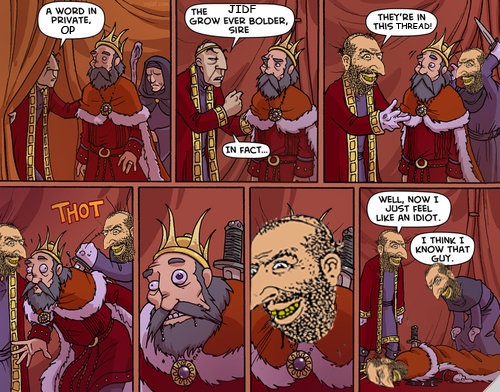 A WORD IN
PRIVATE,
OP
THE JIDF
GROW EVER BOLDER,
SIRE
IN FACT...
THEY'RE IN
THIS THREAD!
THOT
WELL, NOW I
JUST FEEL
LIKE AN IDIOT.
I THINK I
KNOW THAT
GUY.